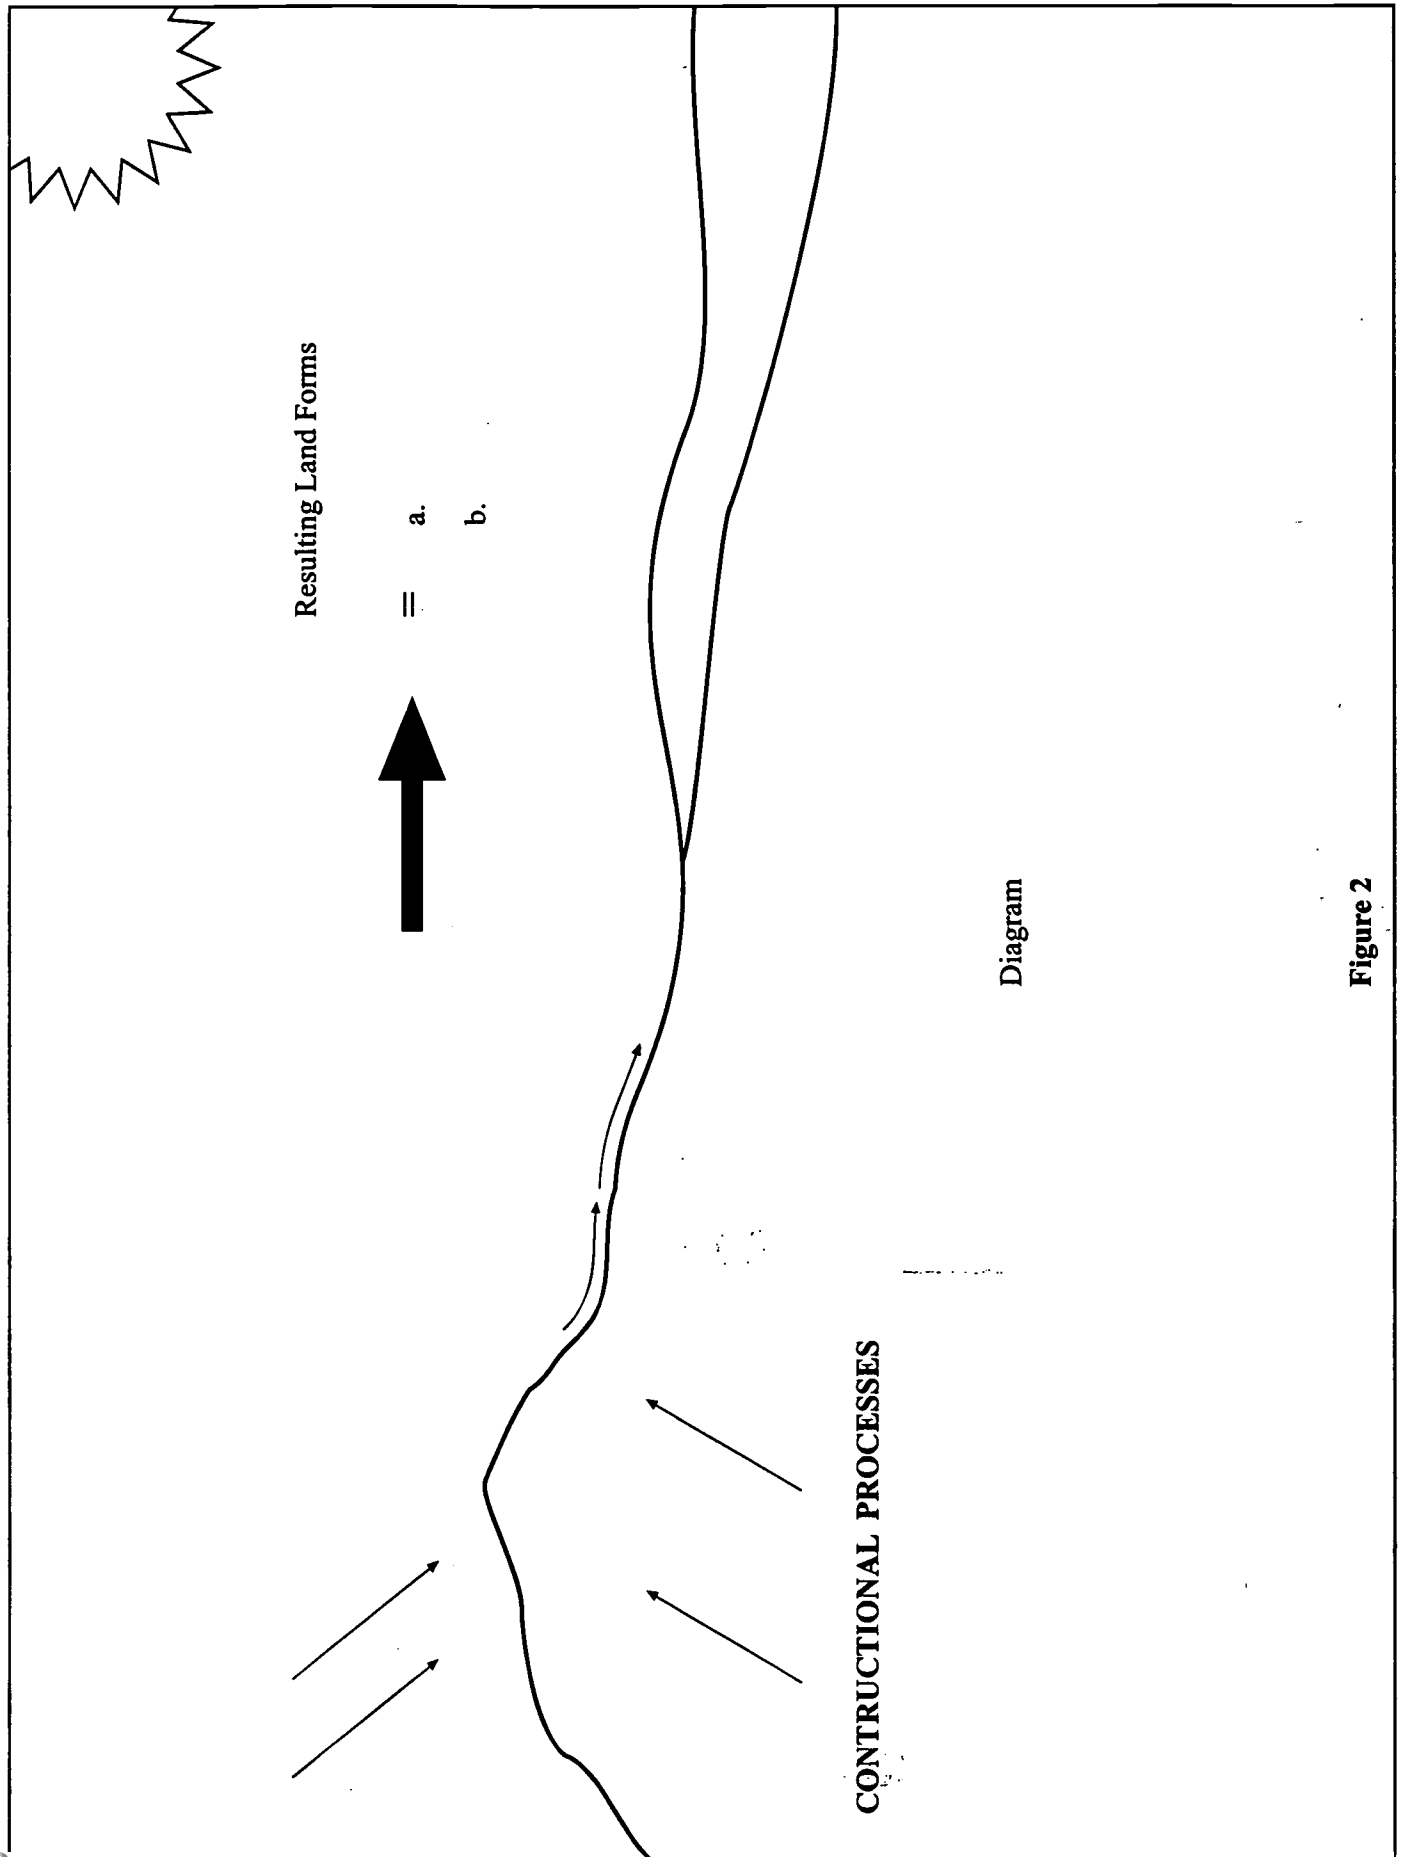 Resulting Land Forms
= a.
b.
Diagram
CONTRUCTIONAL PROCESSES
Figure 2